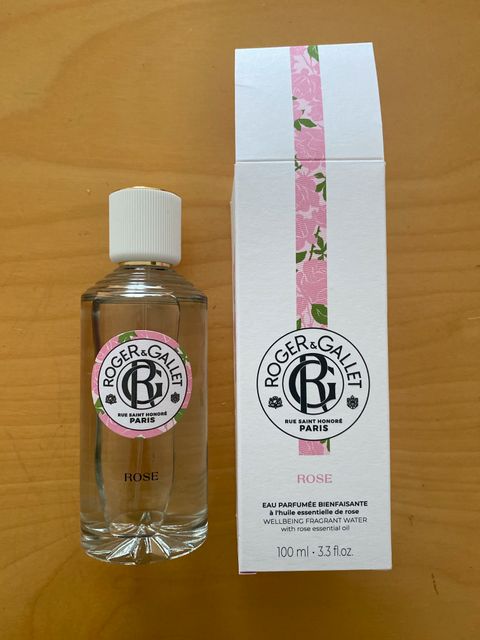 ROGER & GALLET
RG
RUE SAINT HONORÉ
PARIS
ROSE
ROGER & GALLET
RG
RUE SAINT HONORÉ
PARIS
ROSE
EAU PARFUMÉE BIENFAISANTE
à l'huile essentielle de rose
WELLBEING FRAGRANT WATER
with rose essential oil
100 ml • 3.3 fl.oz.